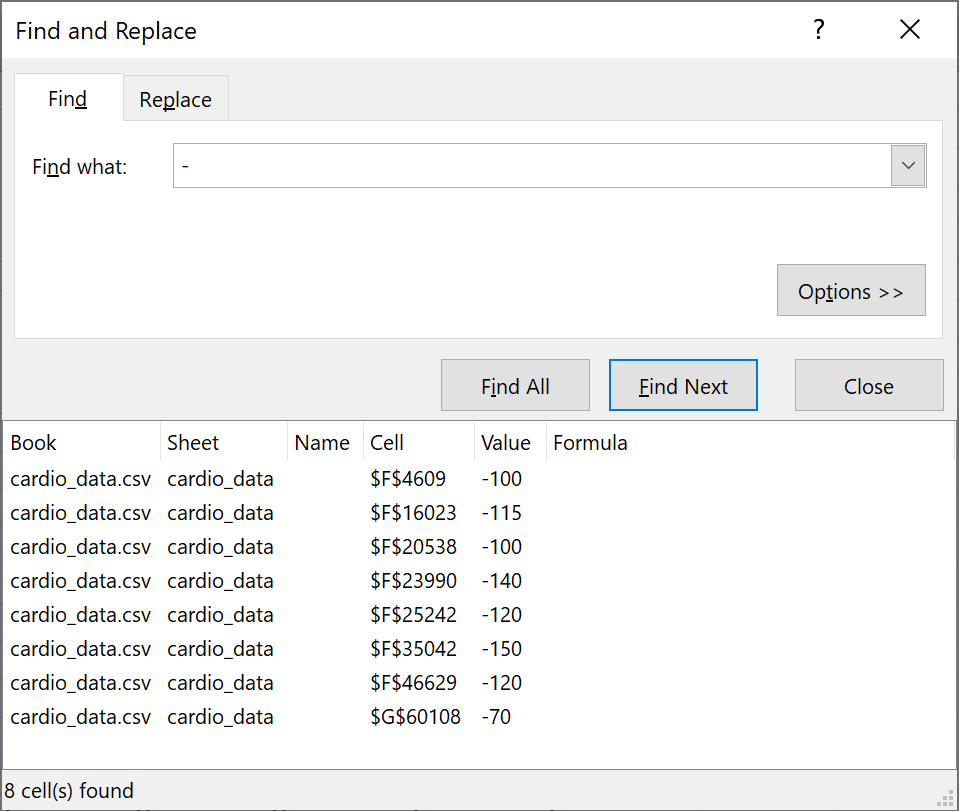 Find and Replace ?
Find Replace
Find what: -
Options >>
Find All Find Next Close
Book Sheet Name Cell Value Formula
cardio_data.csv cardio_data $F$4609 -100
cardio_data.csv cardio_data $F$16023 -115
cardio_data.csv cardio_data $F$20538 -100
cardio_data.csv cardio_data $F$23990 -140
cardio_data.csv cardio_data $F$25242 -120
cardio_data.csv cardio_data $F$35042 -150
cardio_data.csv cardio_data $F$46629 -120
cardio_data.csv cardio_data $G$60108 -70
8 cell(s) found